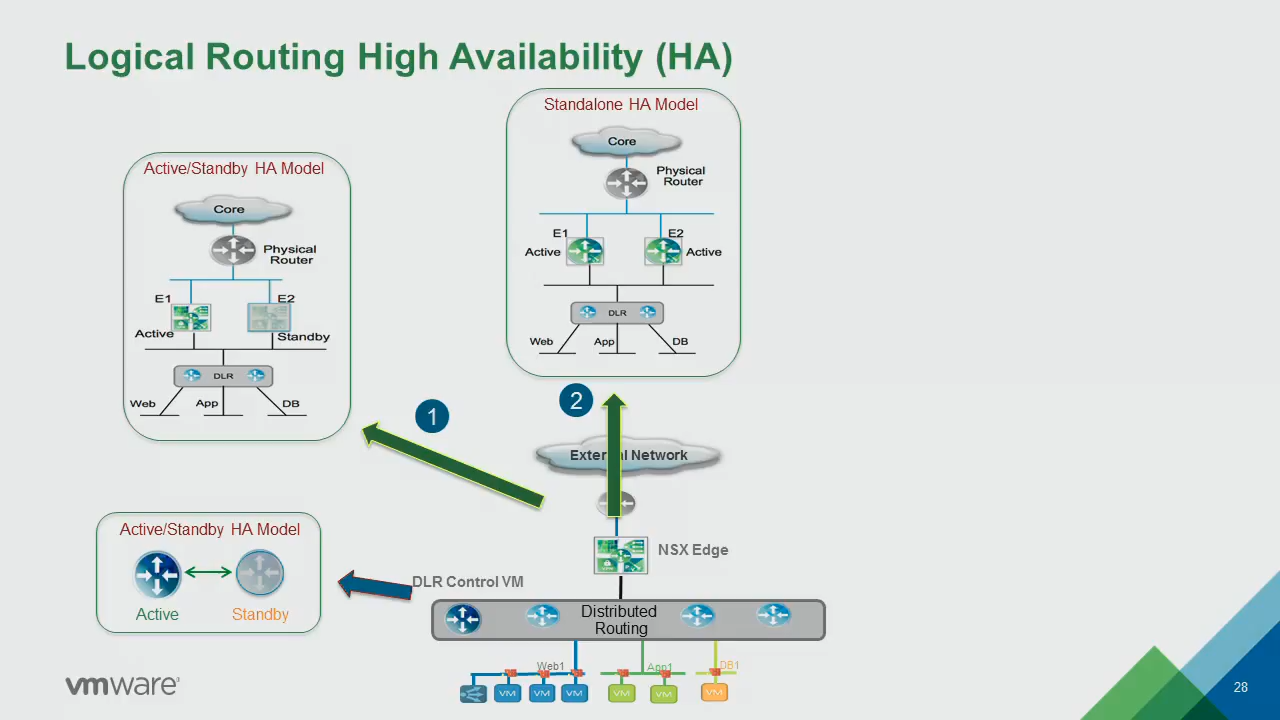 Logical Routing High Availability (HA)
Standalone HA Model
Core
Physical
Router
E1
E2
Active
Active
DLR
Web
App
DB
Active/Standby HA Model
Core
Physical
Router
E1
E2
Active
Standby
DLR
Web
App
DB
1
2
External Network
NSX Edge
Active/Standby HA Model
Active
Standby
DLR Control VM
Distributed
Routing
Web1
App1
DB1
VM
VM
VM
VM
VM
VM
vmware
28